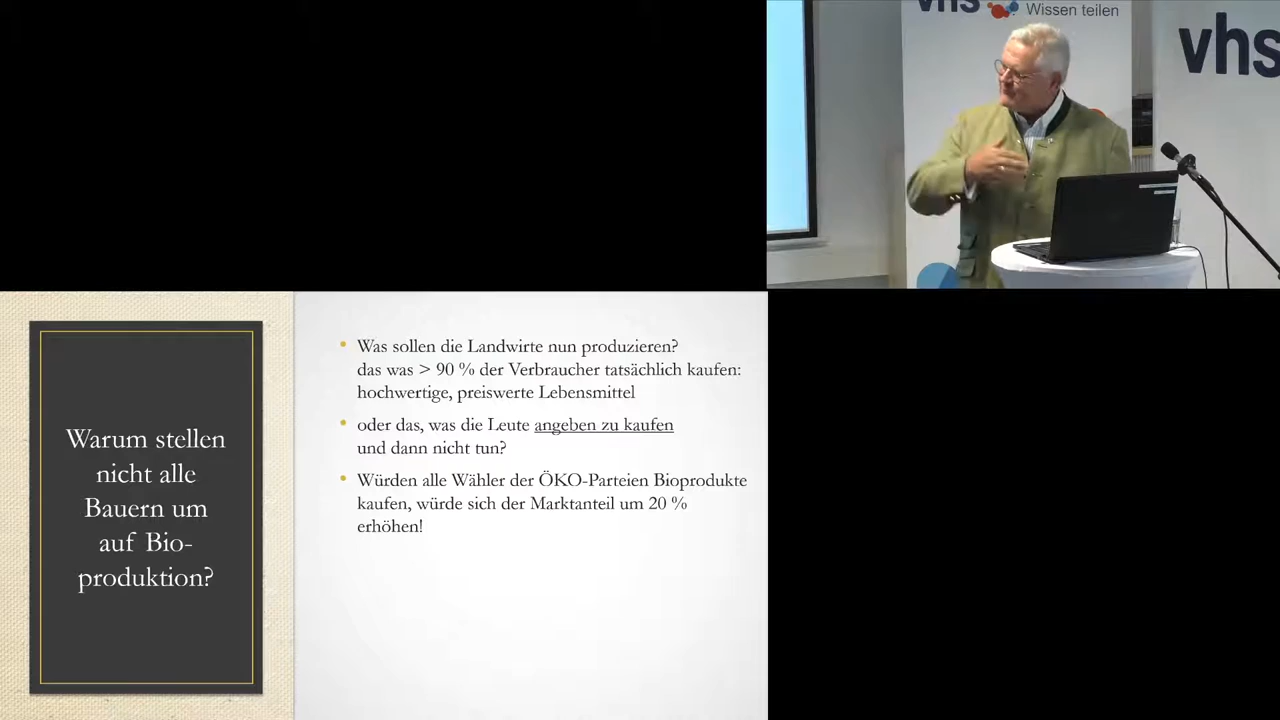 vhs Wissen teilen
vhs
Warum stellen
nicht alle
Bauern um
auf Bio-
produktion?
Was sollen die Landwirte nun produzieren?
das was > 90 % der Verbraucher tatsächlich kaufen:
hochwertige, preiswerte Lebensmittel
oder das, was die Leute angeben zu kaufen
und dann nicht tun?
Würden alle Wähler der ÖKO-Parteien Bioprodukte
kaufen, würde sich der Marktanteil um 20 %
erhöhen!